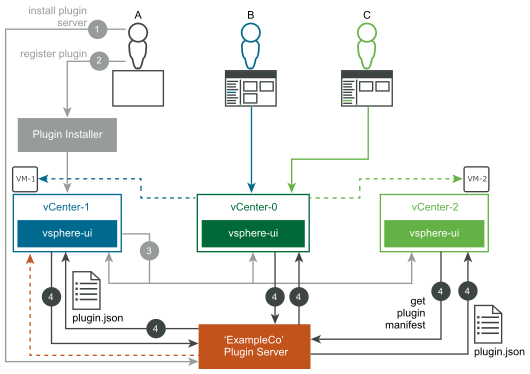 install plugin
server
1
A
B
C
register plugin
2
Plugin Installer
VM-1
VM-2
vCenter-1
vCenter-0
vCenter-2
vsphere-ui
vsphere-ui
vsphere-ui
3
4
4
4
4
4
get
plugin
manifest
plugin.json
4
'ExampleCo'
Plugin Server
plugin.json